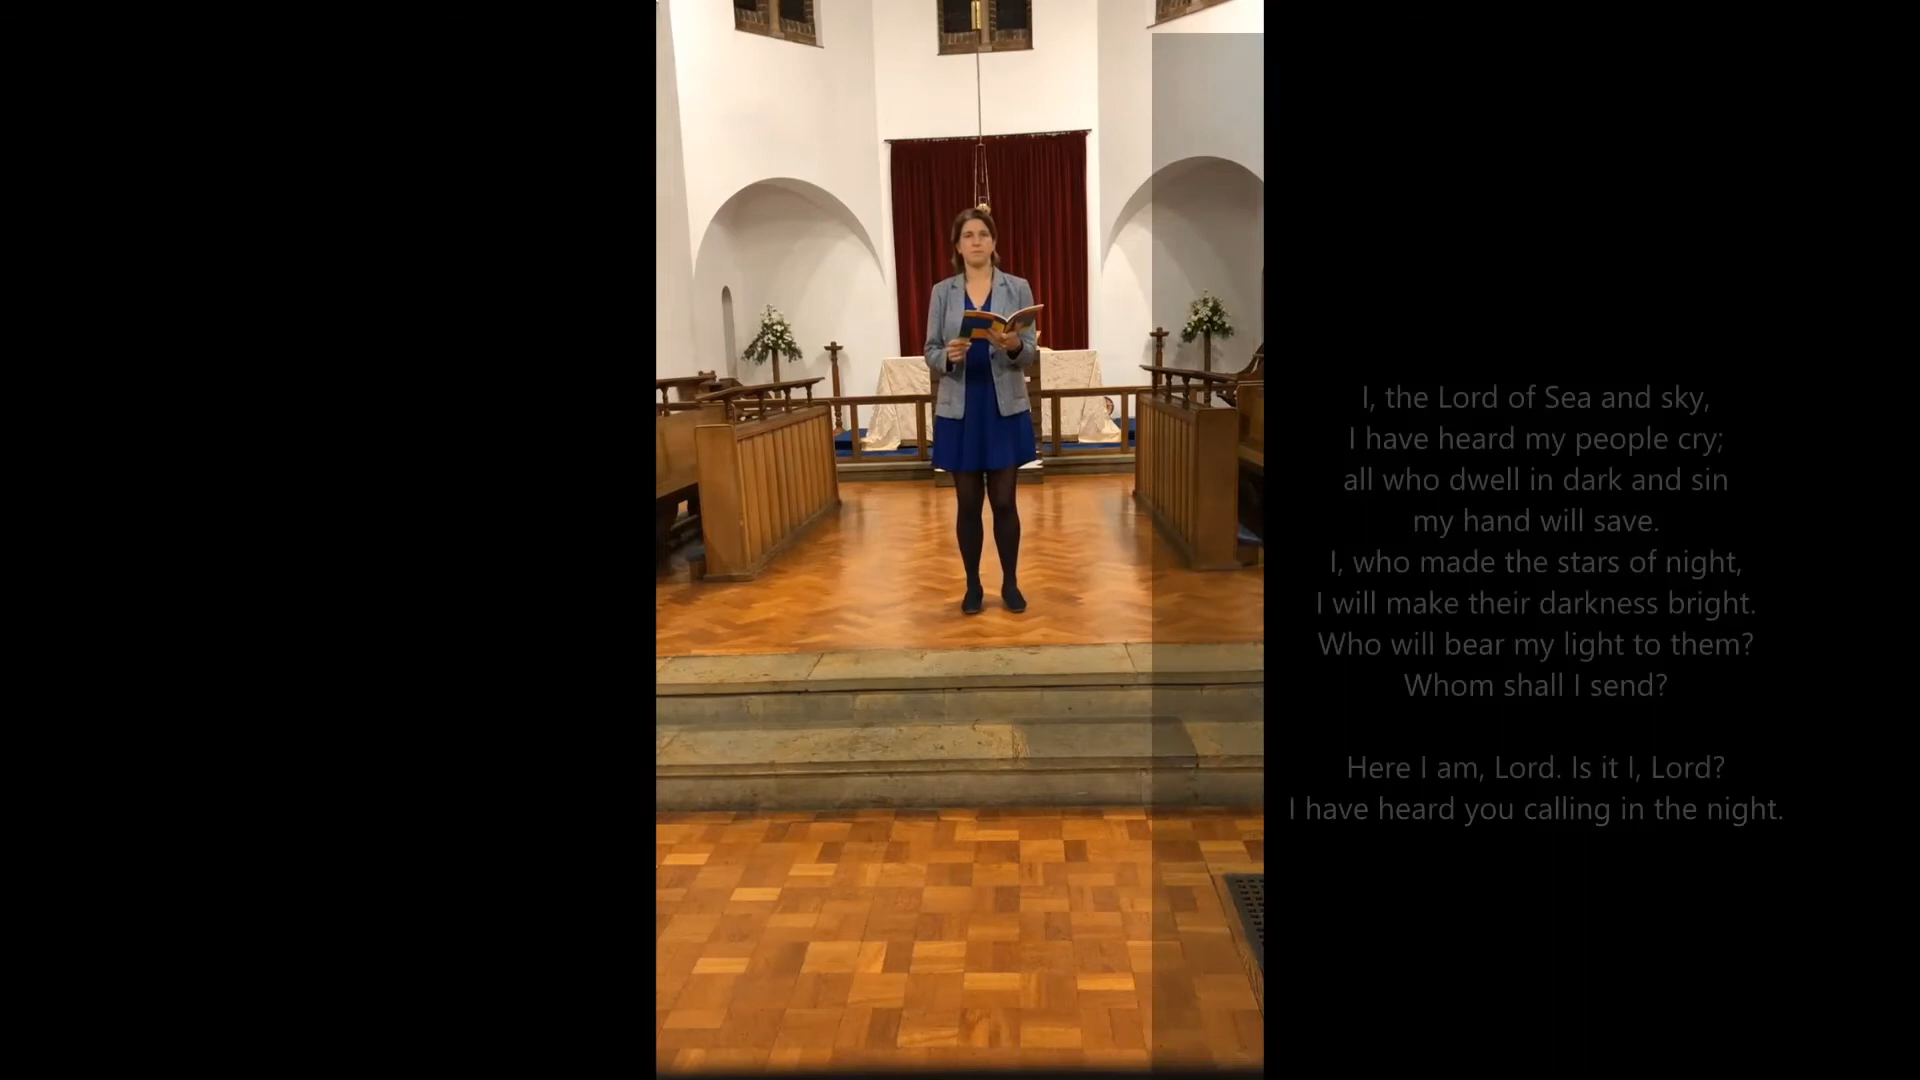 I, the Lord of Sea and sky,
I have heard my people cry;
all who dwell in dark and sin
my hand will save.
I, who made the stars of night,
I will make their darkness bright.
Who will bear my light to them?
Whom shall I send?
Here I am, Lord. Is it I, Lord?
I have heard you calling in the night.